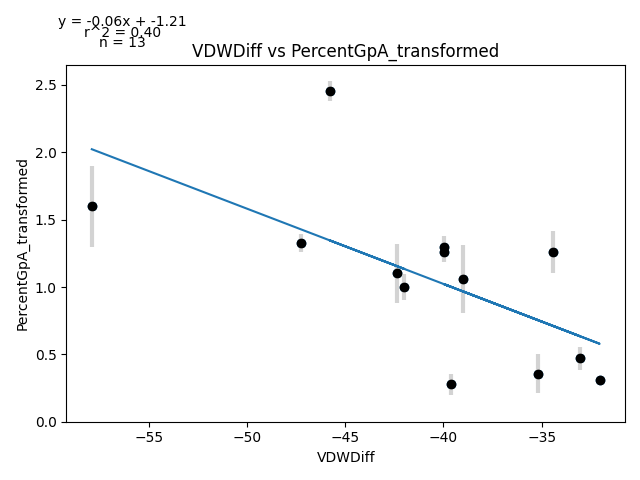 y = -0.06x + -1.21
r^2 = 0.40
n = 13
VDWDiff vs PercentGpA_transformed
2.5
2.0
1.5
1.0
0.5
0.0
PercentGpA_transformed
−55
−50
−45
−40
−35
VDWDiff